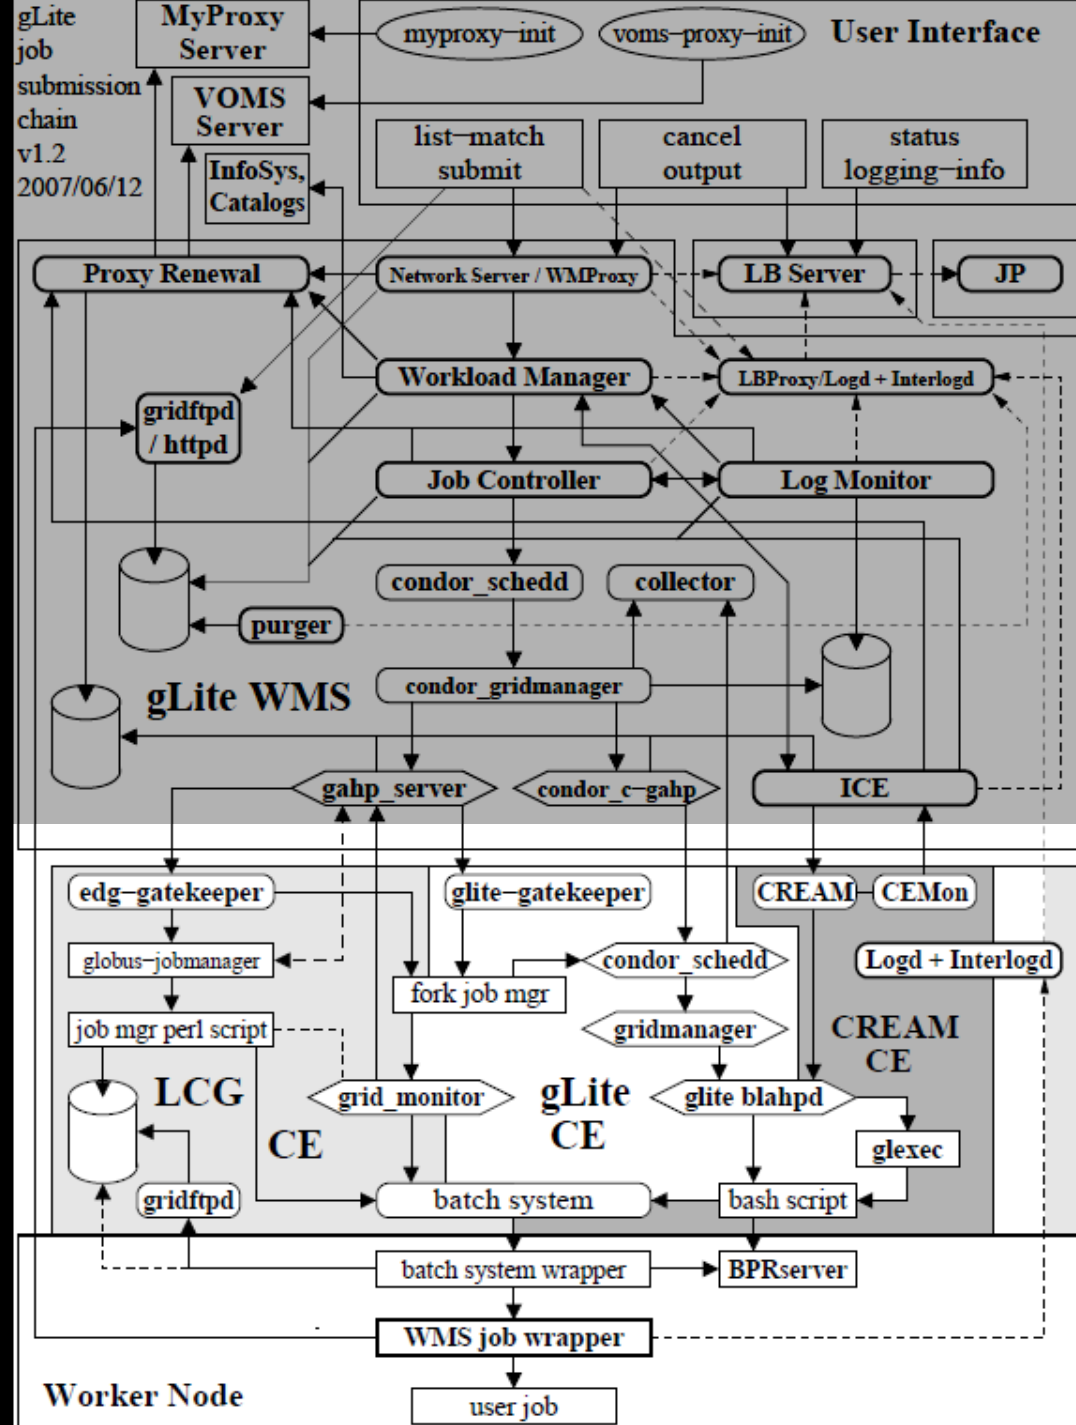 gLite
job
submission
chain
v1.2
2007/06/12
MyProxy
Server
myproxy-init
voms-proxy-init
User Interface
VOMS
Server
InfoSys,
Catalogs
list-match
submit
cancel
output
status
logging-info
Proxy Renewal
Network Server / WMProxy
LB Server
JP
Workload Manager
LBProxy/Logd + Interlogd
gridftpd
/ httpd
Job Controller
Log Monitor
condor_schedd
collector
purger
condor_gridmanager
gLite WMS
gahp_server
condor_c-gahp
ICE
edg-gatekeeper
glite-gatekeeper
CREAM
CEMon
globus-jobmanager
condor_schedd
Logd + Interlogd
fork job mgr
job mgr perl script
gridmanager
CREAM
CE
LCG
CE
grid_monitor
gLite
CE
glite blahpd
glexec
gridftpd
batch system
bash script
batch system wrapper
BPRserver
WMS job wrapper
Worker Node
user job